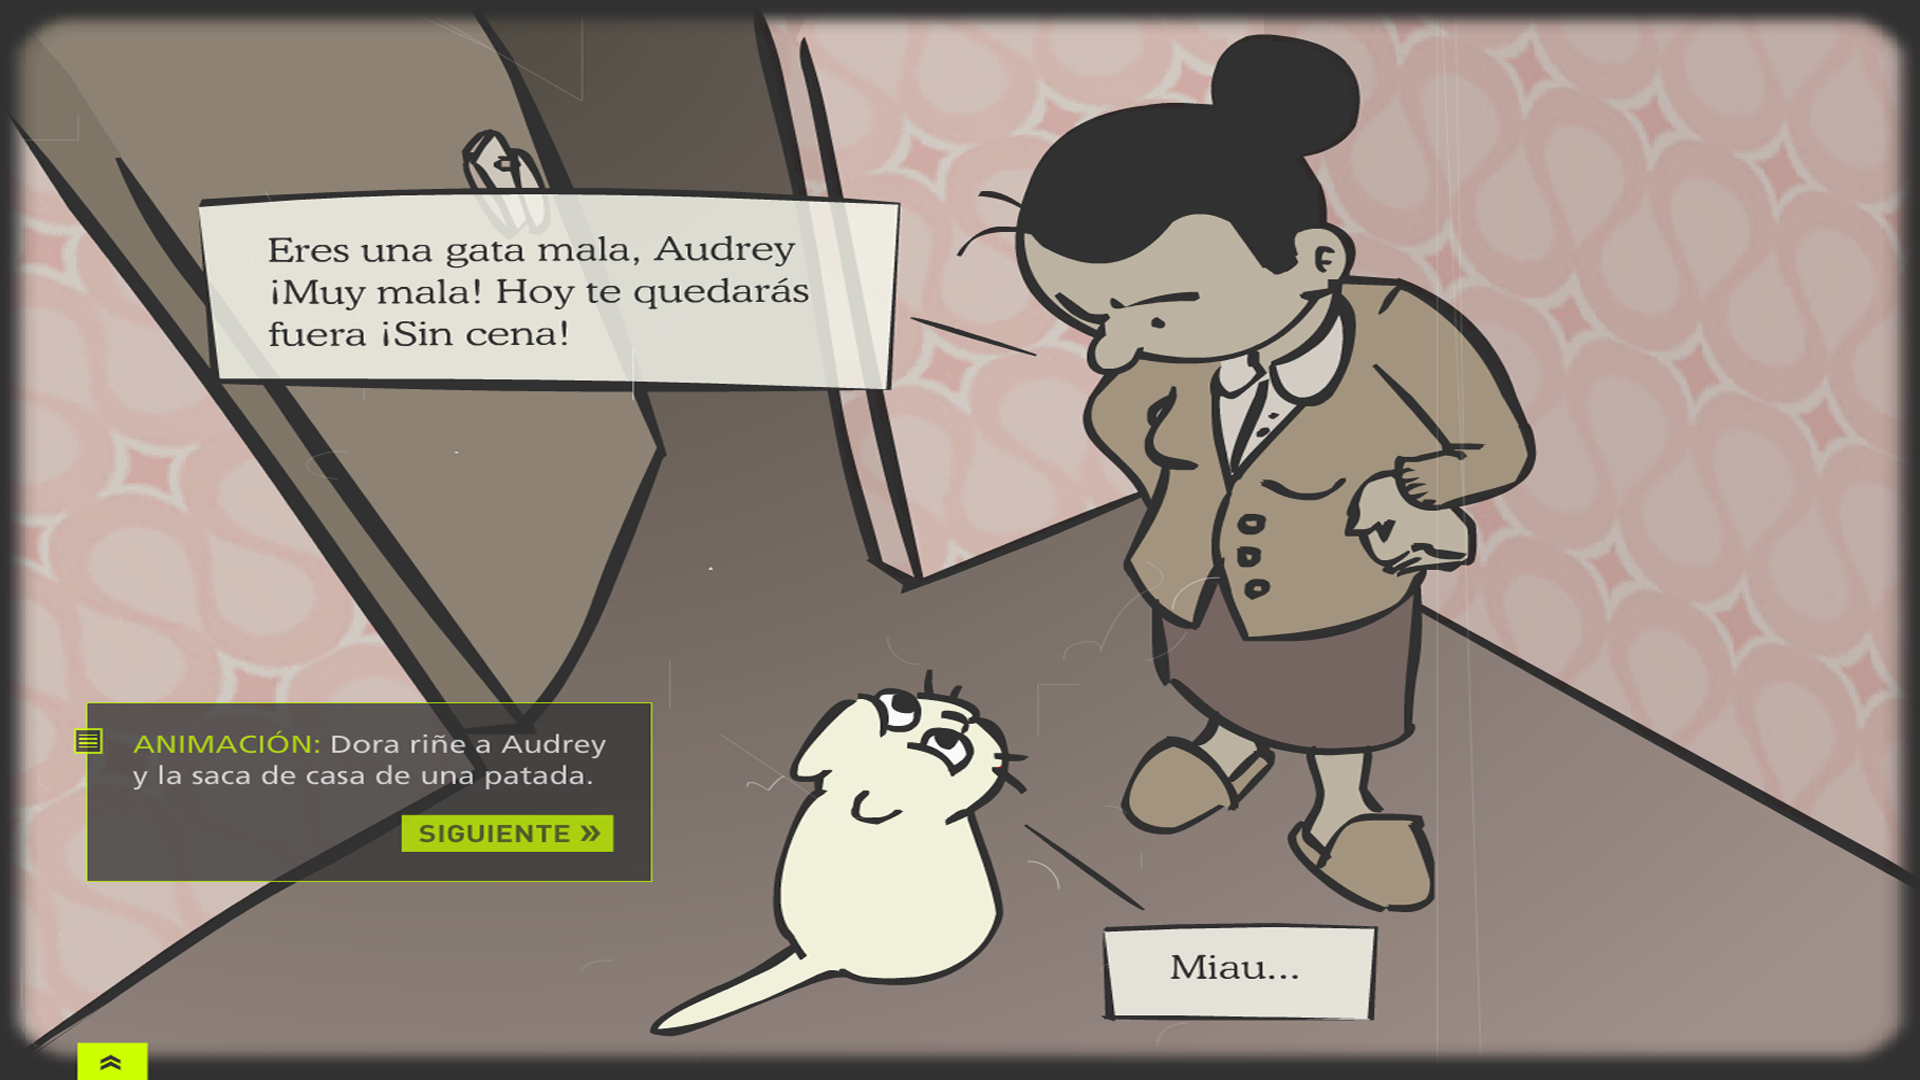 Eres una gata mala, Audrey
¡Muy mala! Hoy te quedarás
fuera ¡Sin cena!
ANIMACIÓN: Dora riñe a Audrey
y la saca de casa de una patada.
SIGUIENTE »
Miau...